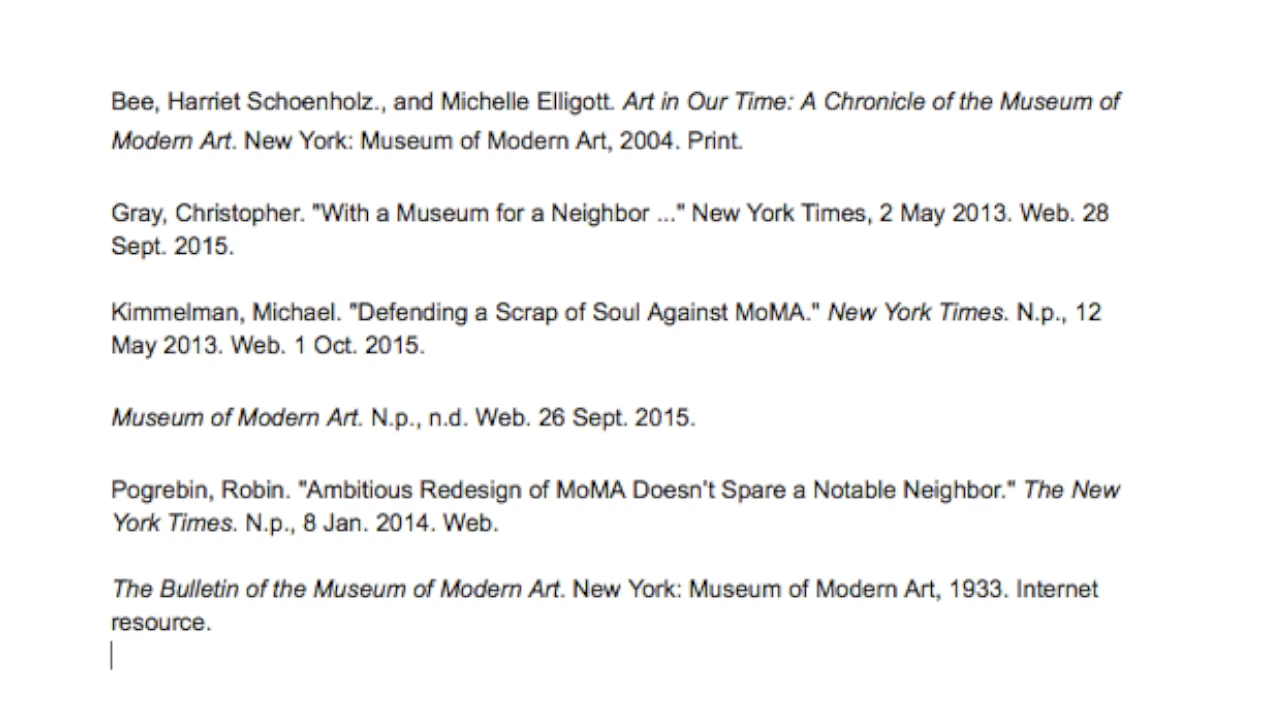 Bee, Harriet Schoenholz., and Michelle Elligott. Art in Our Time: A Chronicle of the Museum of
Modern Art. New York: Museum of Modern Art, 2004. Print.
Gray, Christopher. "With a Museum for a Neighbor ..." New York Times, 2 May 2013. Web. 28
Sept. 2015.
Kimmelman, Michael. "Defending a Scrap of Soul Against MoMA." New York Times. N.p., 12
May 2013. Web. 1 Oct. 2015.
Museum of Modern Art. N.p., n.d. Web. 26 Sept. 2015.
Pogrebin, Robin. "Ambitious Redesign of MoMA Doesn't Spare a Notable Neighbor." The New
York Times. N.p., 8 Jan. 2014. Web.
The Bulletin of the Museum of Modern Art. New York: Museum of Modern Art, 1933. Internet
resource.